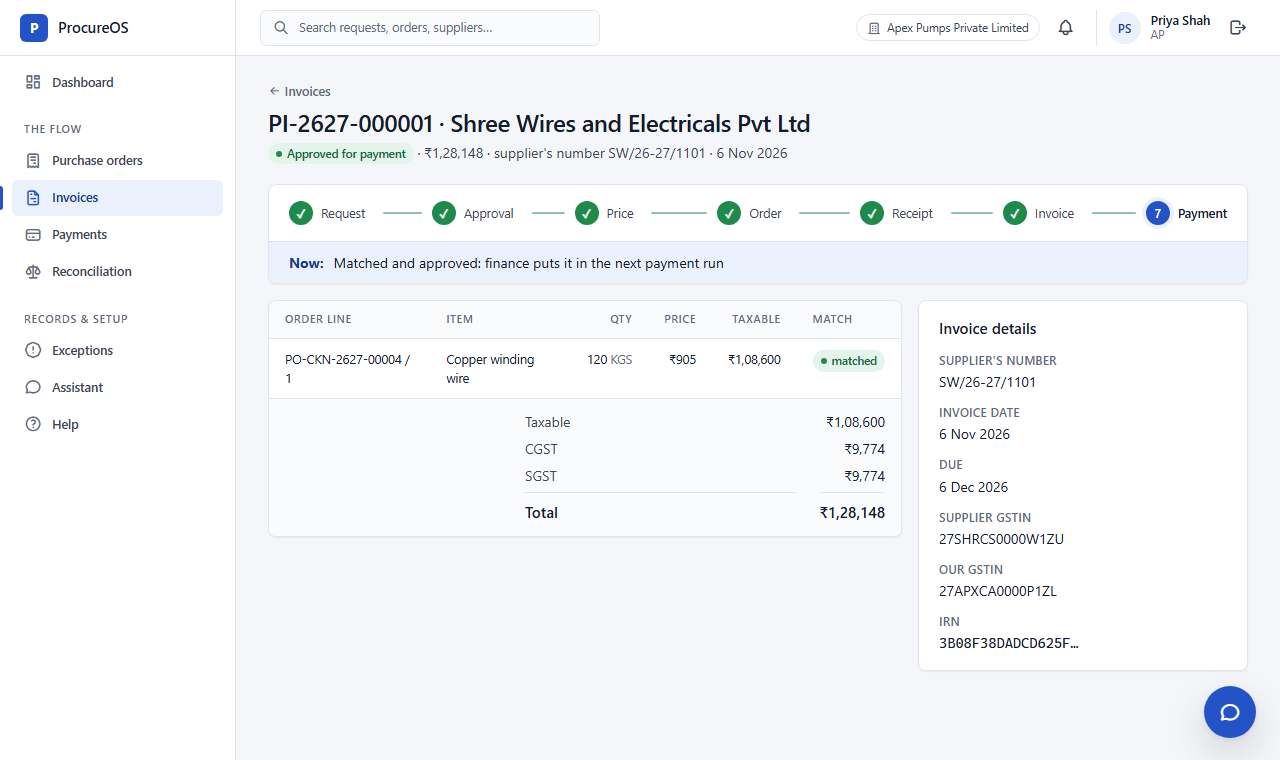 P ProcureOS
Search requests, orders, suppliers...
Apex Pumps Private Limited
PS
Priya Shah
AP
Dashboard
THE FLOW
Purchase orders
Invoices
Payments
Reconciliation
RECORDS & SETUP
Exceptions
Assistant
Help
← Invoices
PI-2627-000001 · Shree Wires and Electricals Pvt Ltd
Approved for payment · ₹1,28,148 · supplier's number SW/26-27/1101 · 6 Nov 2026
Request Approval Price Order Receipt Invoice 7 Payment
Now: Matched and approved: finance puts it in the next payment run
ORDER LINE ITEM QTY PRICE TAXABLE MATCH
PO-CKN-2627-00004 / Copper winding 120 KGS ₹905 ₹1,08,600 matched
1 wire
Taxable ₹1,08,600
CGST ₹9,774
SGST ₹9,774
Total ₹1,28,148
Invoice details
SUPPLIER'S NUMBER
SW/26-27/1101
INVOICE DATE
6 Nov 2026
DUE
6 Dec 2026
SUPPLIER GSTIN
27SHRCS0000W1ZU
OUR GSTIN
27APXCA0000P1ZL
IRN
3B08F38DADCD625F…